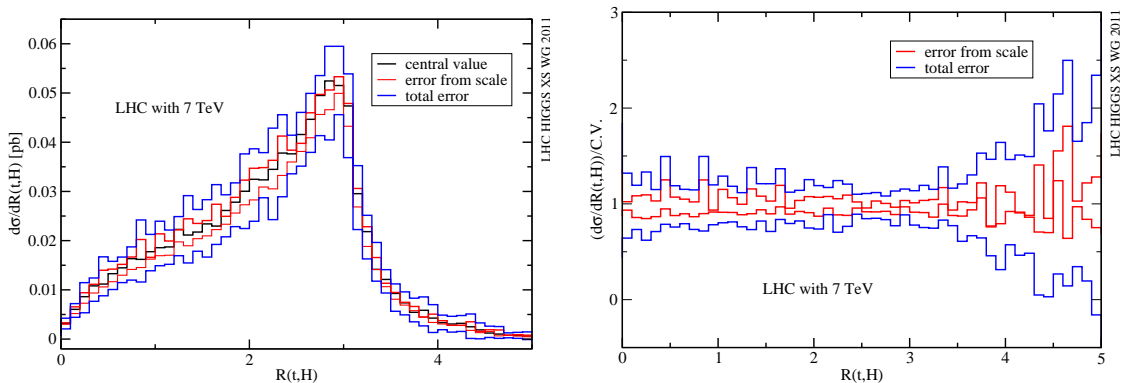 0.06
0.05
0.04
0.03
0.02
0.01
0
dσ/dR(t,H) [pb]
LHC with 7 TeV
central value
error from scale
total error
LHC HIGGS XS WG 2011
0 2 4
R(t,H)
3
2
1
0
(dσ/dR(t,H))/C.V.
error from scale
total error
LHC with 7 TeV
LHC HIGGS XS WG 2011
0 1 2 3 4 5
R(t,H)